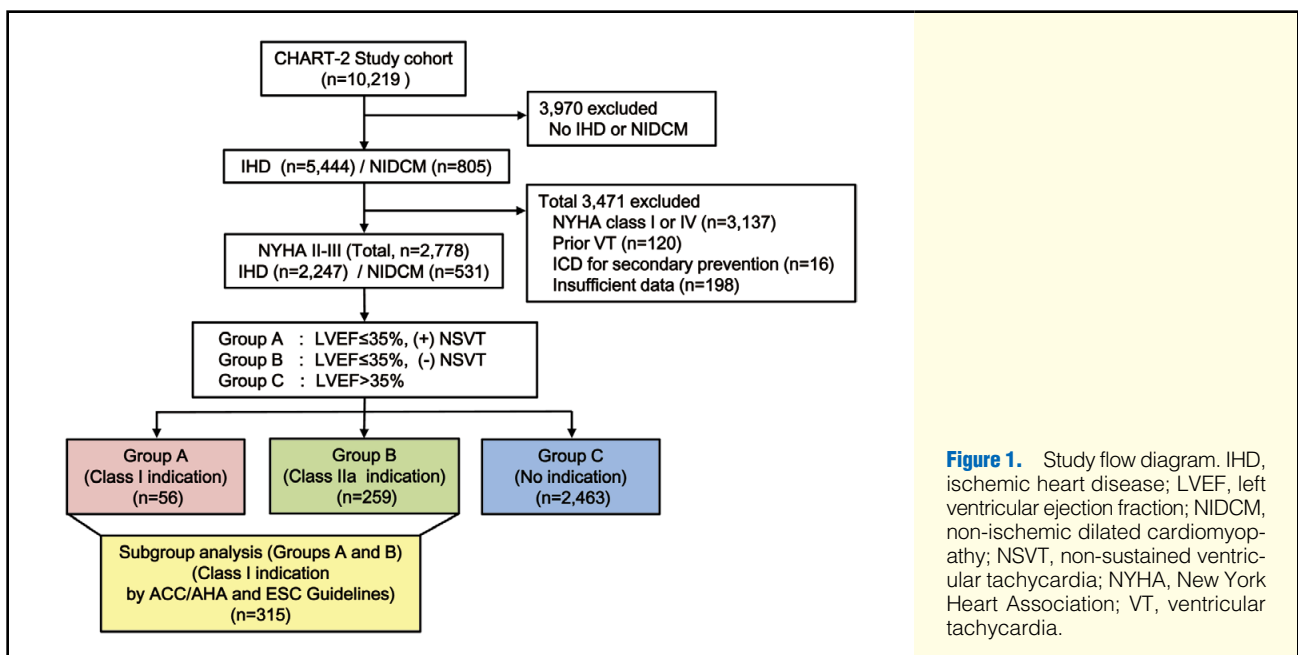 CHART-2 Study cohort
(n=10,219 )
3,970 excluded
No IHD or NIDCM
IHD (n=5,444) / NIDCM (n=805)
Total 3,471 excluded
NYHA class I or IV (n=3,137)
Prior VT (n=120)
ICD for secondary prevention (n=16)
Insufficient data (n=198)
NYHA II-III (Total, n=2,778)
IHD (n=2,247) / NIDCM (n=531)
Group A : LVEF≤35%, (+) NSVT
Group B : LVEF≤35%, (-) NSVT
Group C : LVEF>35%
Group A
(Class I indication)
(n=56)
Group B
(Class IIa indication)
(n=259)
Group C
(No indication)
(n=2,463)
Subgroup analysis (Groups A and B)
(Class I indication
by ACC/AHA and ESC Guidelines)
(n=315)
Figure 1. Study flow diagram. IHD,
ischemic heart disease; LVEF, left
ventricular ejection fraction; NIDCM,
non-ischemic dilated cardiomyop-
athy; NSVT, non-sustained ventric-
ular tachycardia; NYHA, New York
Heart Association; VT, ventricular
tachycardia.